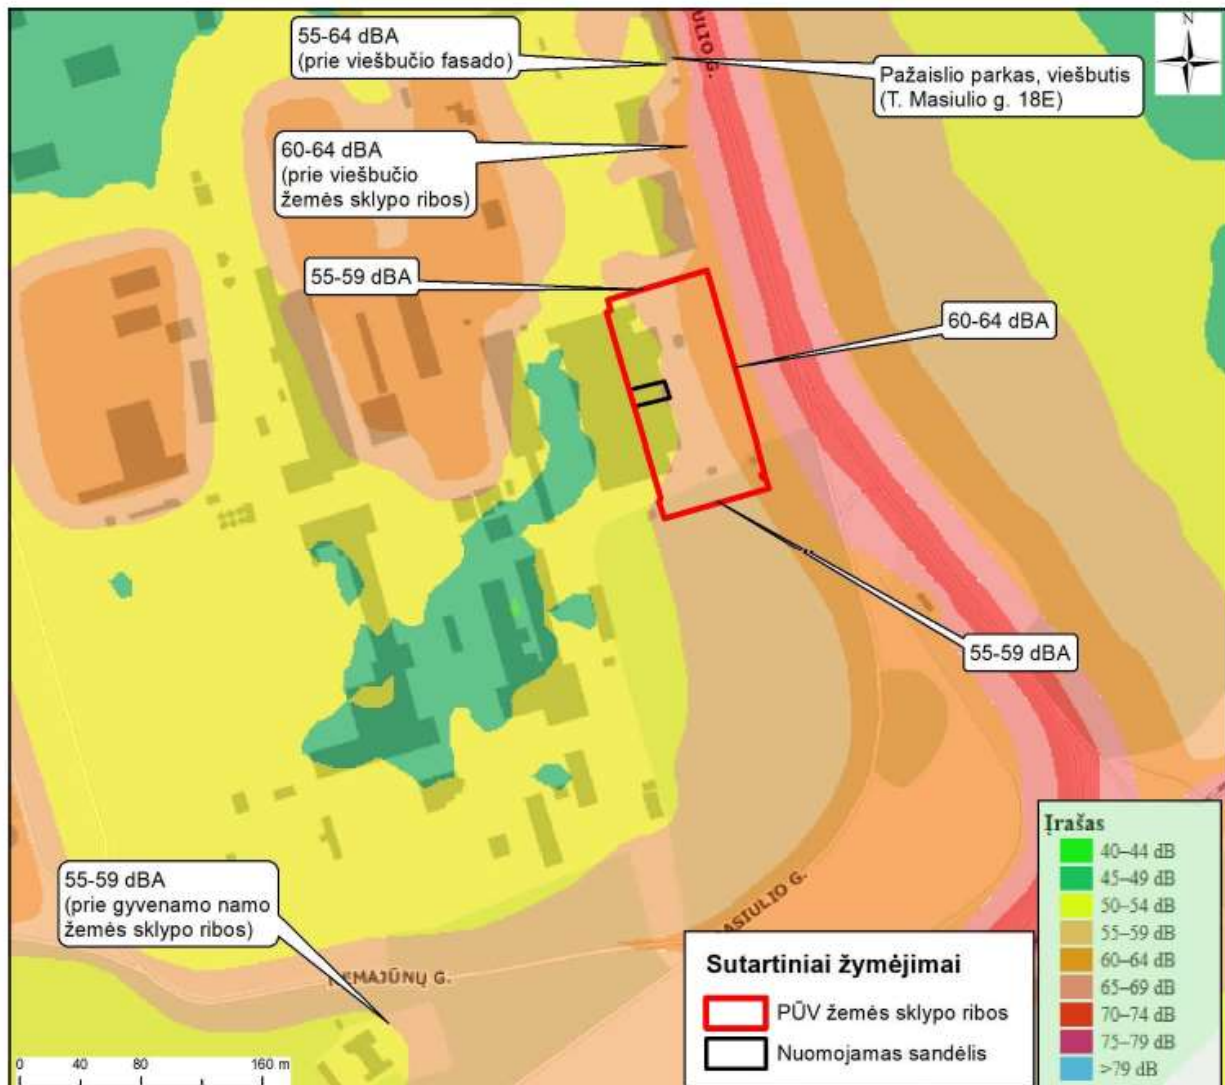 55-64 dBA
(prie viešbučio fasado)
ULIO G.
N
Pažaislio parkas, viešbutis
(T. Masiulio g. 18E)
60-64 dBA
(prie viešbučio
žemės sklypo ribos)
55-59 dBA
60-64 dBA
55-59 dBA
55-59 dBA
(prie gyvenamo namo
žemės sklypo ribos)
EMAJŪNŲ G.
ASIULIO G.
Įrašas
40–44 dB
45–49 dB
50–54 dB
55–59 dB
60–64 dB
65–69 dB
70–74 dB
75–79 dB
>79 dB
Sutartiniai žymėjimai
PŪV žemės sklypo ribos
Nuomojamas sandėlis
0 40 80 160 m